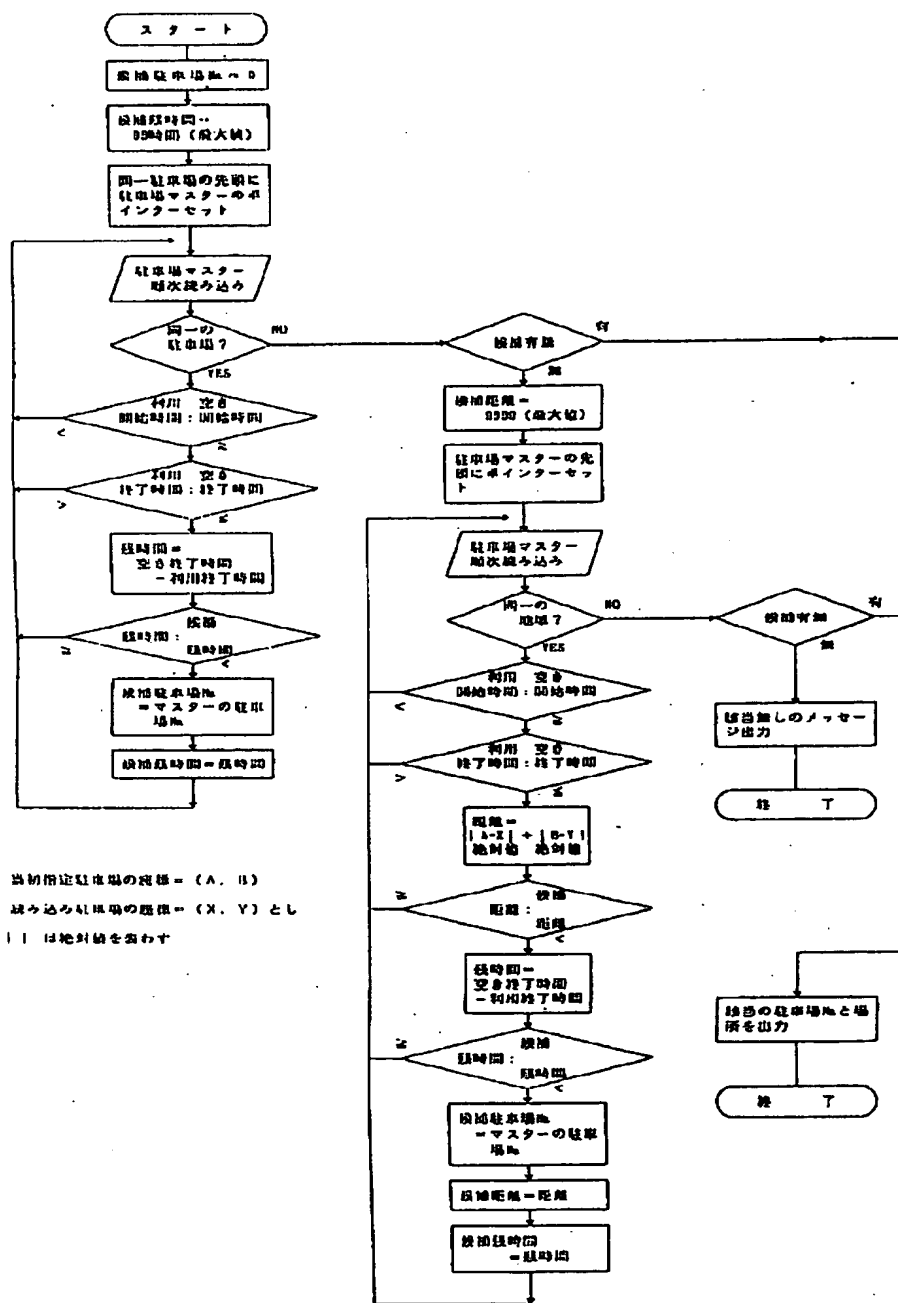 スタート
候補駐車場№=0
候補残時間=
99時間(最大値)
同一駐車場の先頭に
駐車場マスターのポ
インターセット
駐車場マスター
順次読み込み
同一の
駐車場?
NO
YES
利用 空き
開始時間:開始時間
<
≧
利用 空き
終了時間:終了時間
>
≦
残時間=
空き終了時間
-利用終了時間
候補
残時間:
残時間
≧
<
候補駐車場№
=マスターの駐車
場№
候補残時間=残時間
当初指定駐車場の座標=(A, B)
読み込み駐車場の座標=(X, Y)とし
| | は絶対値を表わす
候補有無
有
無
候補距離=
9999(最大値)
駐車場マスターの先
頭にポインターセッ
ト
駐車場マスター
順次読み込み
同一の
地域?
NO
YES
利用 空き
開始時間:開始時間
<
≧
利用 空き
終了時間:終了時間
>
≦
距離=
|A-X|+|B-Y|
絶対値 絶対値
候補
距離:
距離
≧
<
残時間=
空き終了時間
-利用終了時間
候補
残時間:
残時間
≧
<
候補駐車場№
=マスターの駐車
場№
候補距離=距離
候補残時間
=残時間
候補有無
有
無
該当無しのメッセー
ジ出力
終 了
該当の駐車場№と場
所を出力
終 了